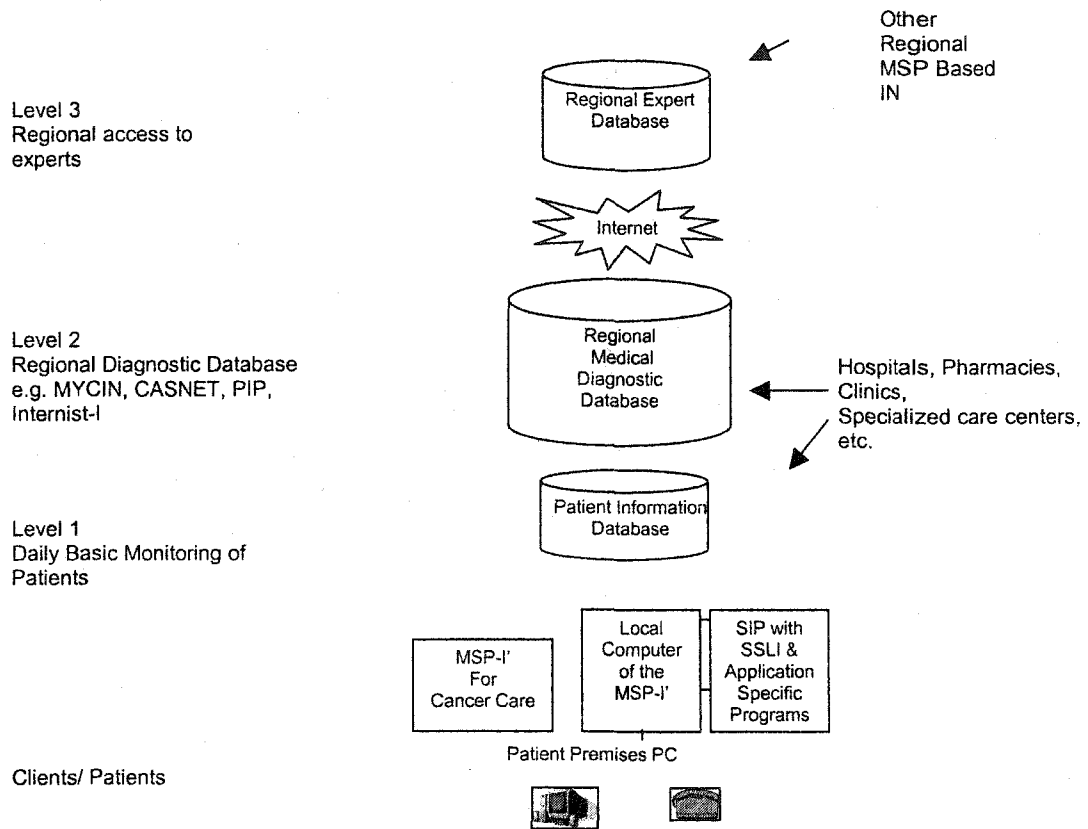 Other
Regional
MSP Based
IN
Level 3
Regional access to
experts
Regional Expert
Database
Internet
Level 2
Regional Diagnostic Database
e.g. MYCIN, CASNET, PIP,
Internist-I
Regional
Medical
Diagnostic
Database
Hospitals, Pharmacies,
Clinics,
Specialized care centers,
etc.
Level 1
Daily Basic Monitoring of
Patients
Patient Information
Database
MSP-I'
For
Cancer Care
Local
Computer
of the
MSP-I'
SIP with
SSLI &
Application
Specific
Programs
Patient Premises PC
Clients/ Patients